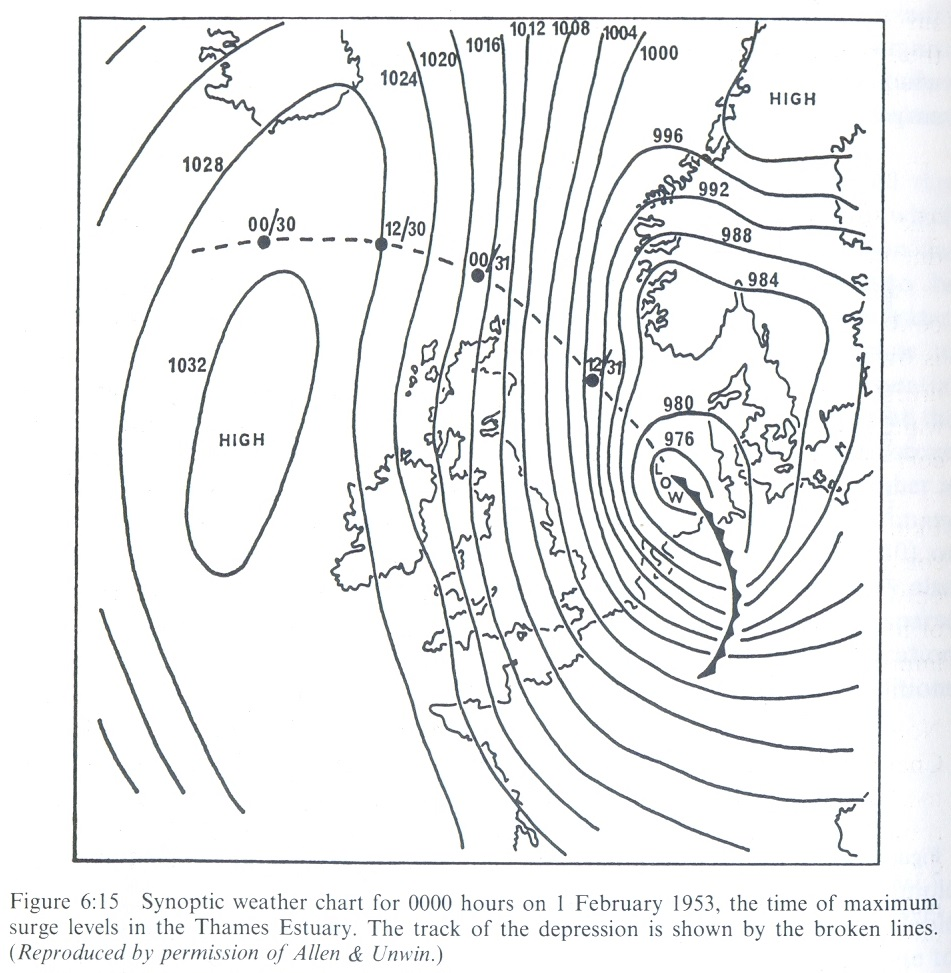 1012 1008 1004
1016
1000
1020
1024
HIGH
996
1028
992
00/30
12/30
988
00/31
984
1032
12/31
980
HIGH
976
LOW
Figure 6:15 Synoptic weather chart for 0000 hours on 1 February 1953, the time of maximum
surge levels in the Thames Estuary. The track of the depression is shown by the broken lines.
(Reproduced by permission of Allen & Unwin.)